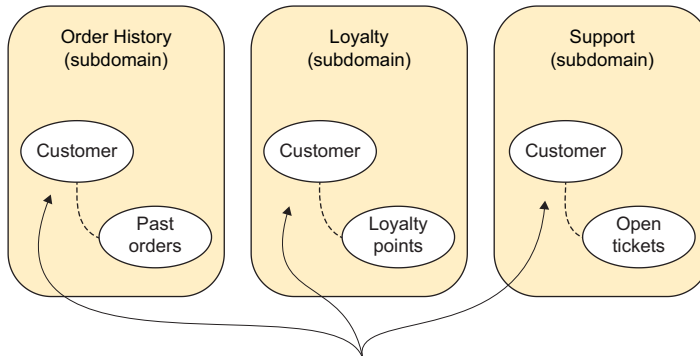 Order History
(subdomain)
Customer
Past
orders
Loyalty
(subdomain)
Customer
Loyalty
points
Support
(subdomain)
Customer
Open
tickets